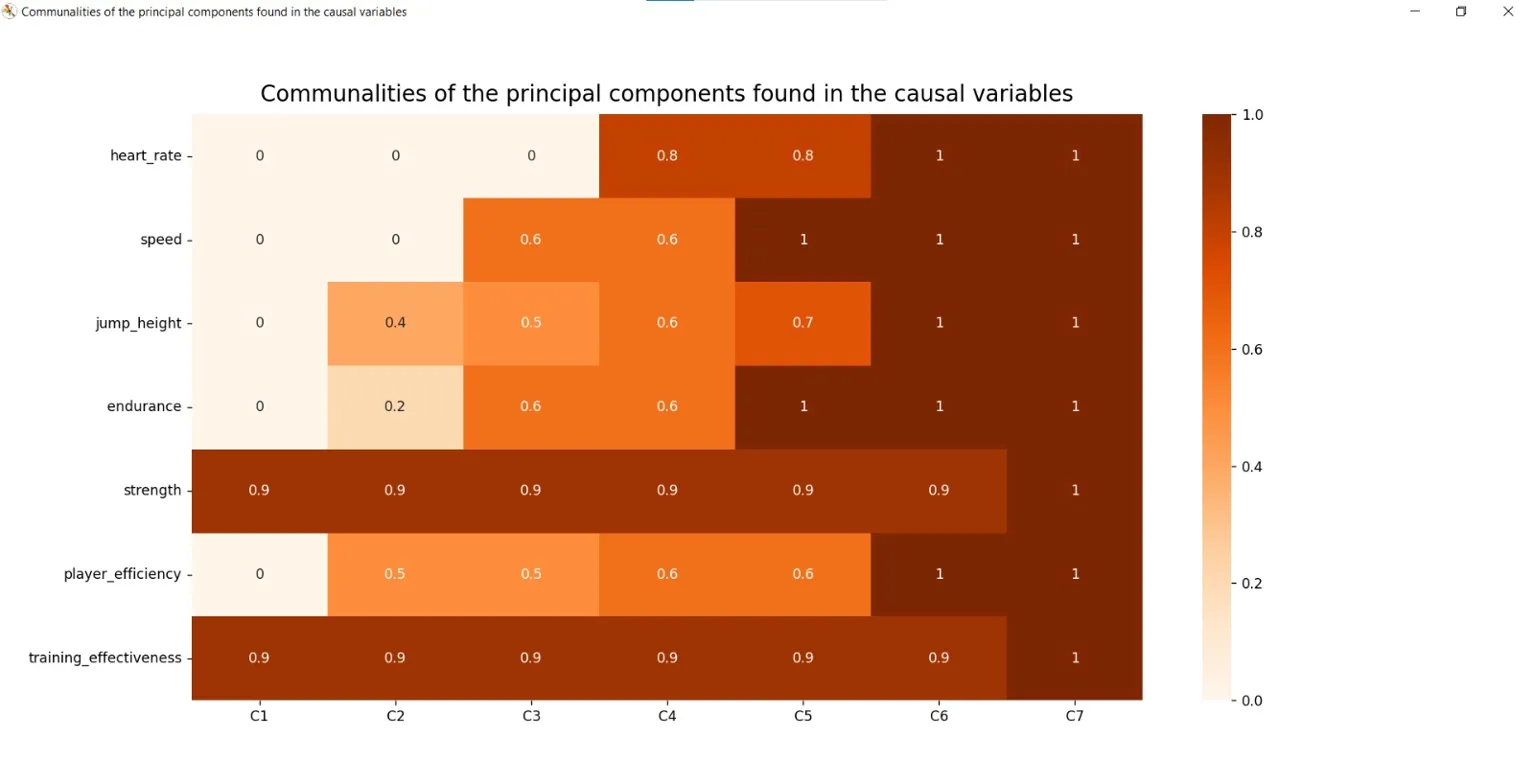 Communalities of the principal components found in the causal variables
Communalities of the principal components found in the causal variables
heart_rate 0 0 0 0.8 0.8 1 1
speed 0 0 0.6 0.6 1 1 1
jump_height 0 0.4 0.5 0.6 0.7 1 1
endurance 0 0.2 0.6 0.6 1 1 1
strength 0.9 0.9 0.9 0.9 0.9 0.9 1
player_efficiency 0 0.5 0.5 0.6 0.6 1 1
training_effectiveness 0.9 0.9 0.9 0.9 0.9 0.9 1
C1 C2 C3 C4 C5 C6 C7
1.0
0.8
0.6
0.4
0.2
0.0